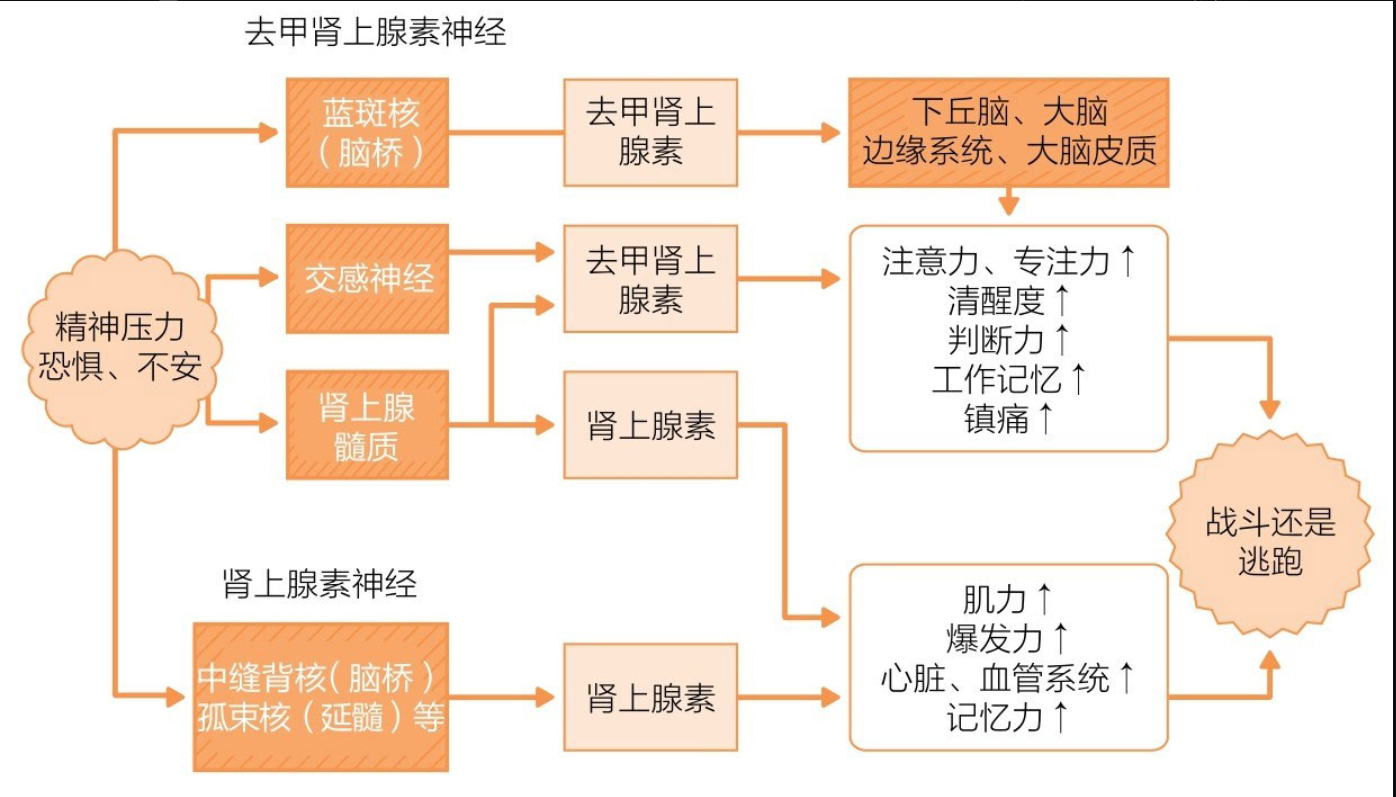 去甲肾上腺素神经
蓝斑核
（脑桥）
去甲肾上
腺素
下丘脑、大脑
边缘系统、大脑皮质
精神压力
恐惧、不安
交感神经
去甲肾上
腺素
注意力、专注力↑
清醒度↑
判断力↑
工作记忆↑
镇痛↑
肾上腺
髓质
肾上腺素
战斗还是
逃跑
肾上腺素神经
中缝背核（脑桥）
孤束核（延髓）等
肾上腺素
肌力↑
爆发力↑
心脏、血管系统↑
记忆力↑